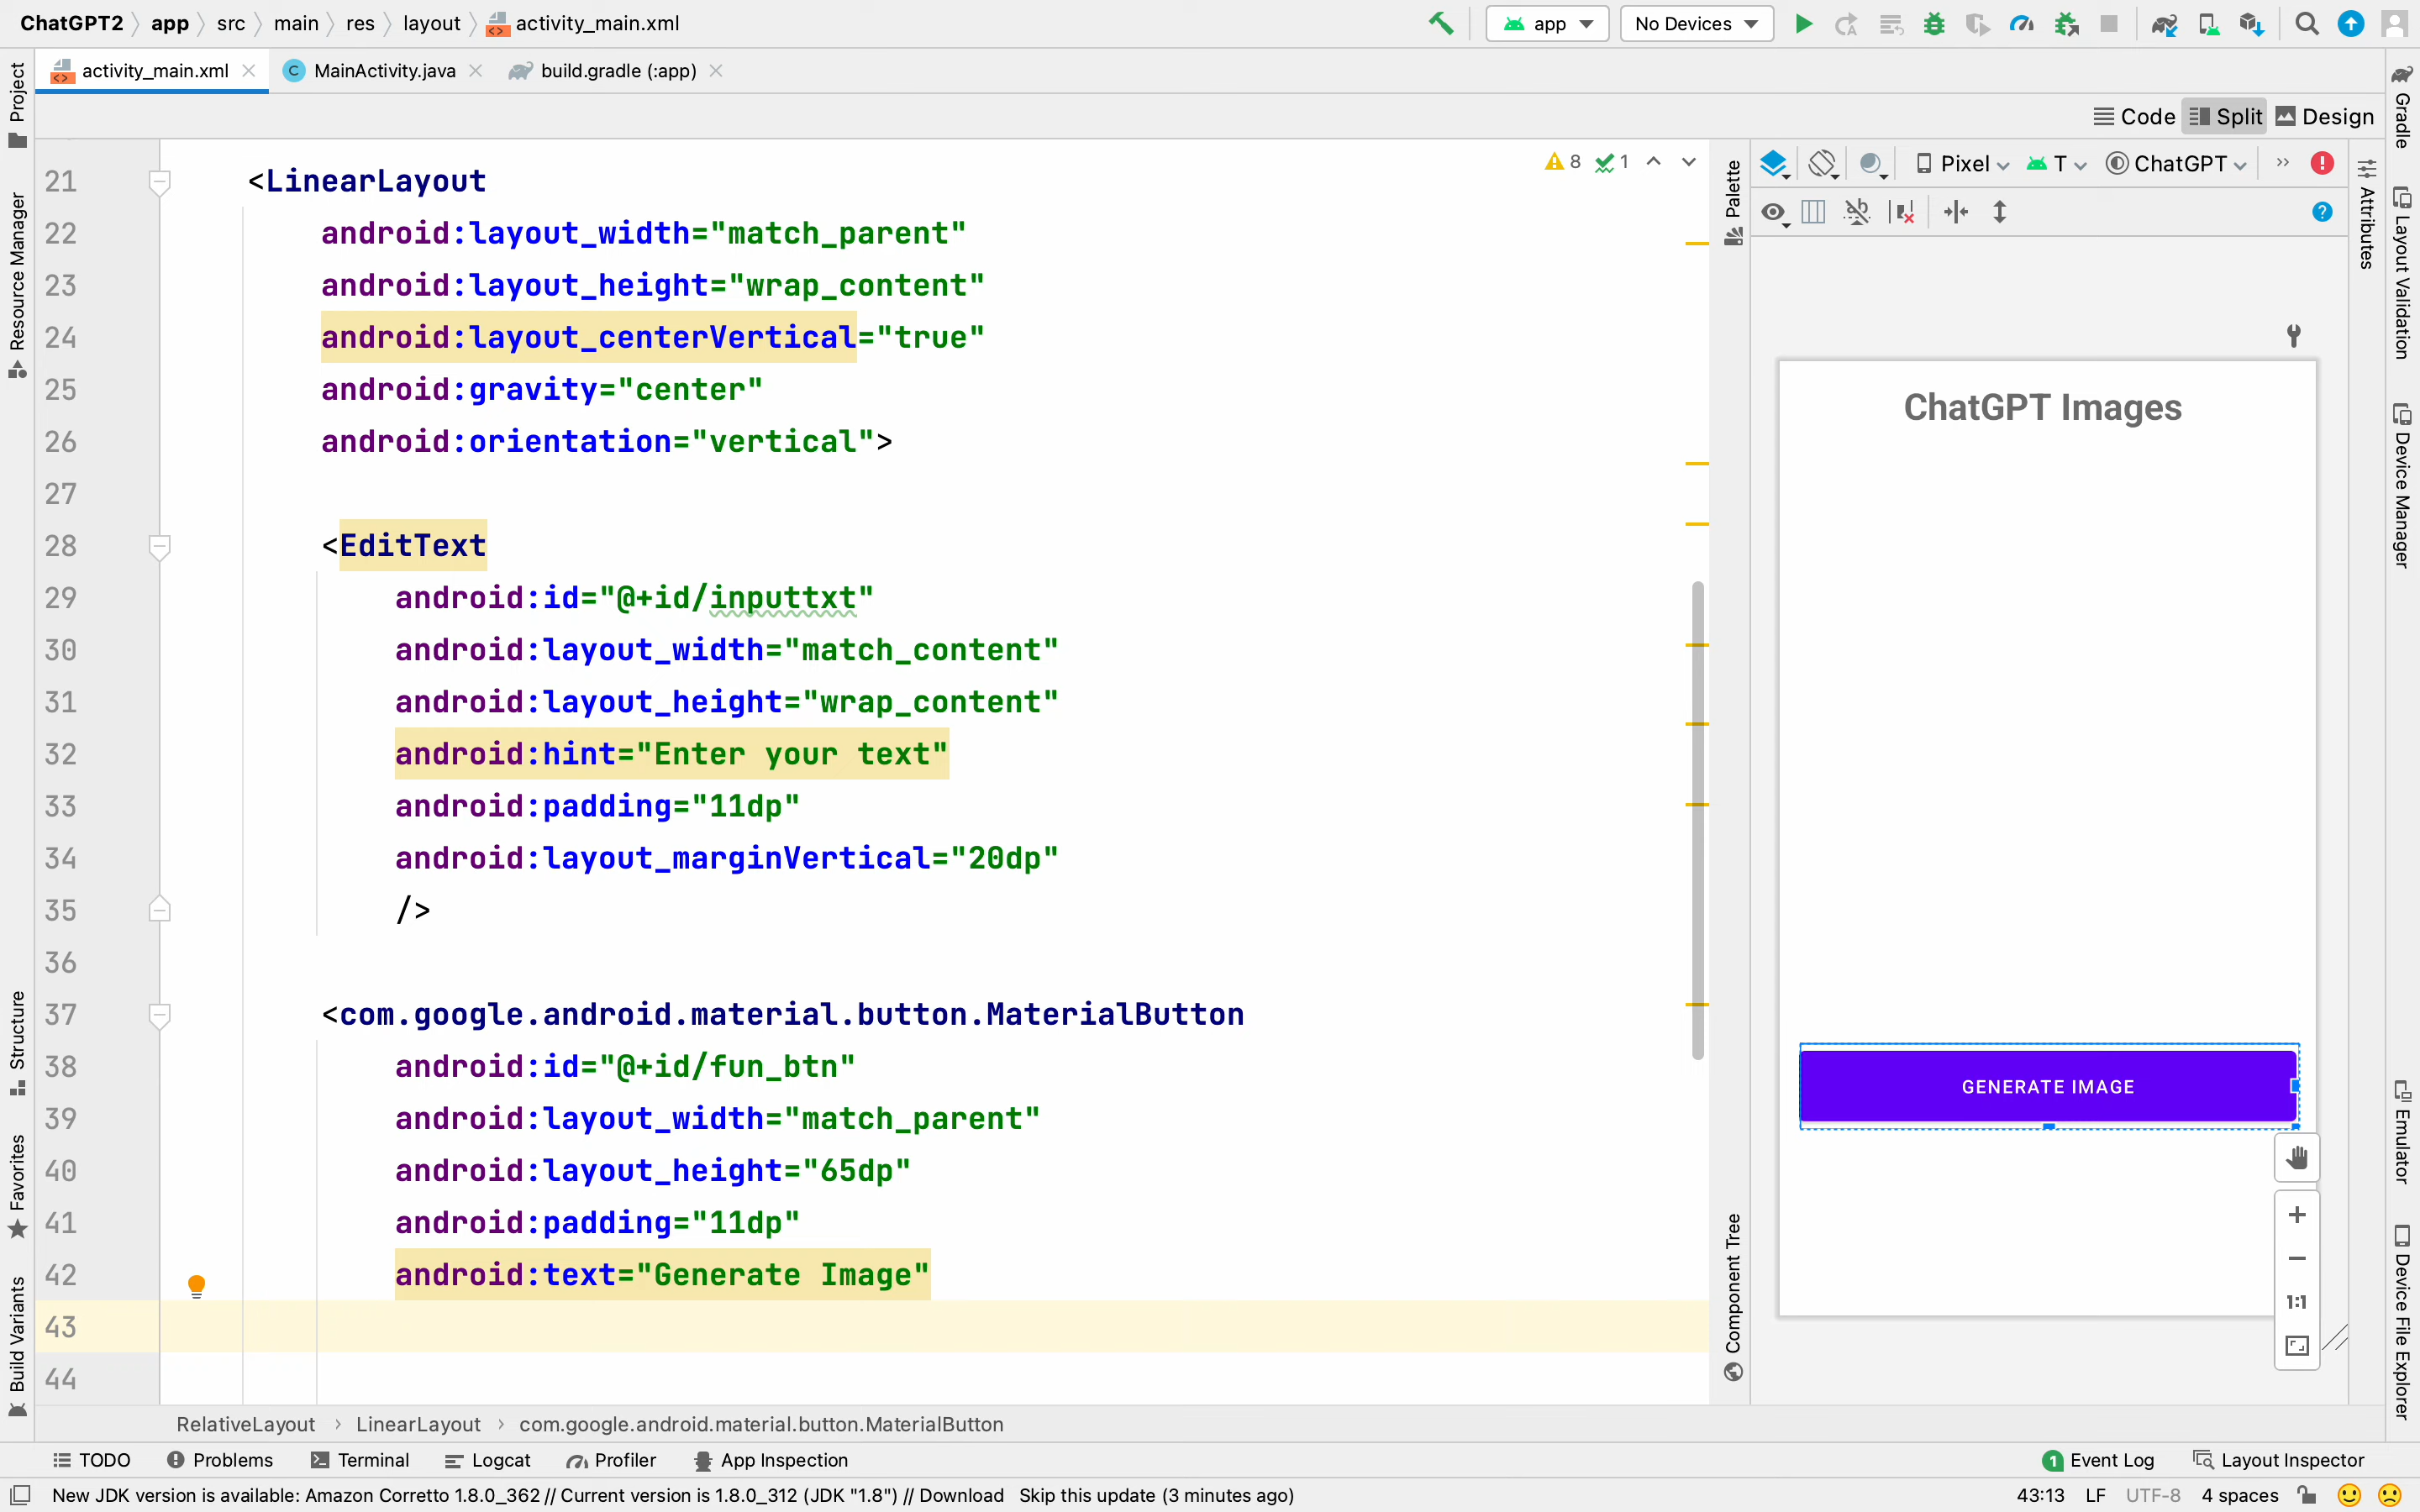 ChatGPT2 app src main res layout activity_main.xml
app No Devices
activity_main.xml MainActivity.java build.gradle (:app)
Code Split Design
Project
Resource Manager
Structure
Favorites
Build Variants
8 1
21 <LinearLayout
22 android:layout_width="match_parent"
23 android:layout_height="wrap_content"
24 android:layout_centerVertical="true"
25 android:gravity="center"
26 android:orientation="vertical">
27
28 <EditText
29 android:id="@+id/inputtxt"
30 android:layout_width="match_content"
31 android:layout_height="wrap_content"
32 android:hint="Enter your text"
33 android:padding="11dp"
34 android:layout_marginVertical="20dp"
35 />
36
37 <com.google.android.material.button.MaterialButton
38 android:id="@+id/fun_btn"
39 android:layout_width="match_parent"
40 android:layout_height="65dp"
41 android:padding="11dp"
42 android:text="Generate Image"
43
44
Palette
Component Tree
Pixel T ChatGPT
ChatGPT Images
GENERATE IMAGE
1:1
Attributes
Gradle
Layout Validation
Device Manager
Emulator
Device File Explorer
RelativeLayout › LinearLayout › com.google.android.material.button.MaterialButton
TODO Problems Terminal Logcat Profiler App Inspection 1 Event Log Layout Inspector
New JDK version is available: Amazon Corretto 1.8.0_362 // Current version is 1.8.0_312 (JDK "1.8") // Download Skip this update (3 minutes ago) 43:13 LF UTF-8 4 spaces